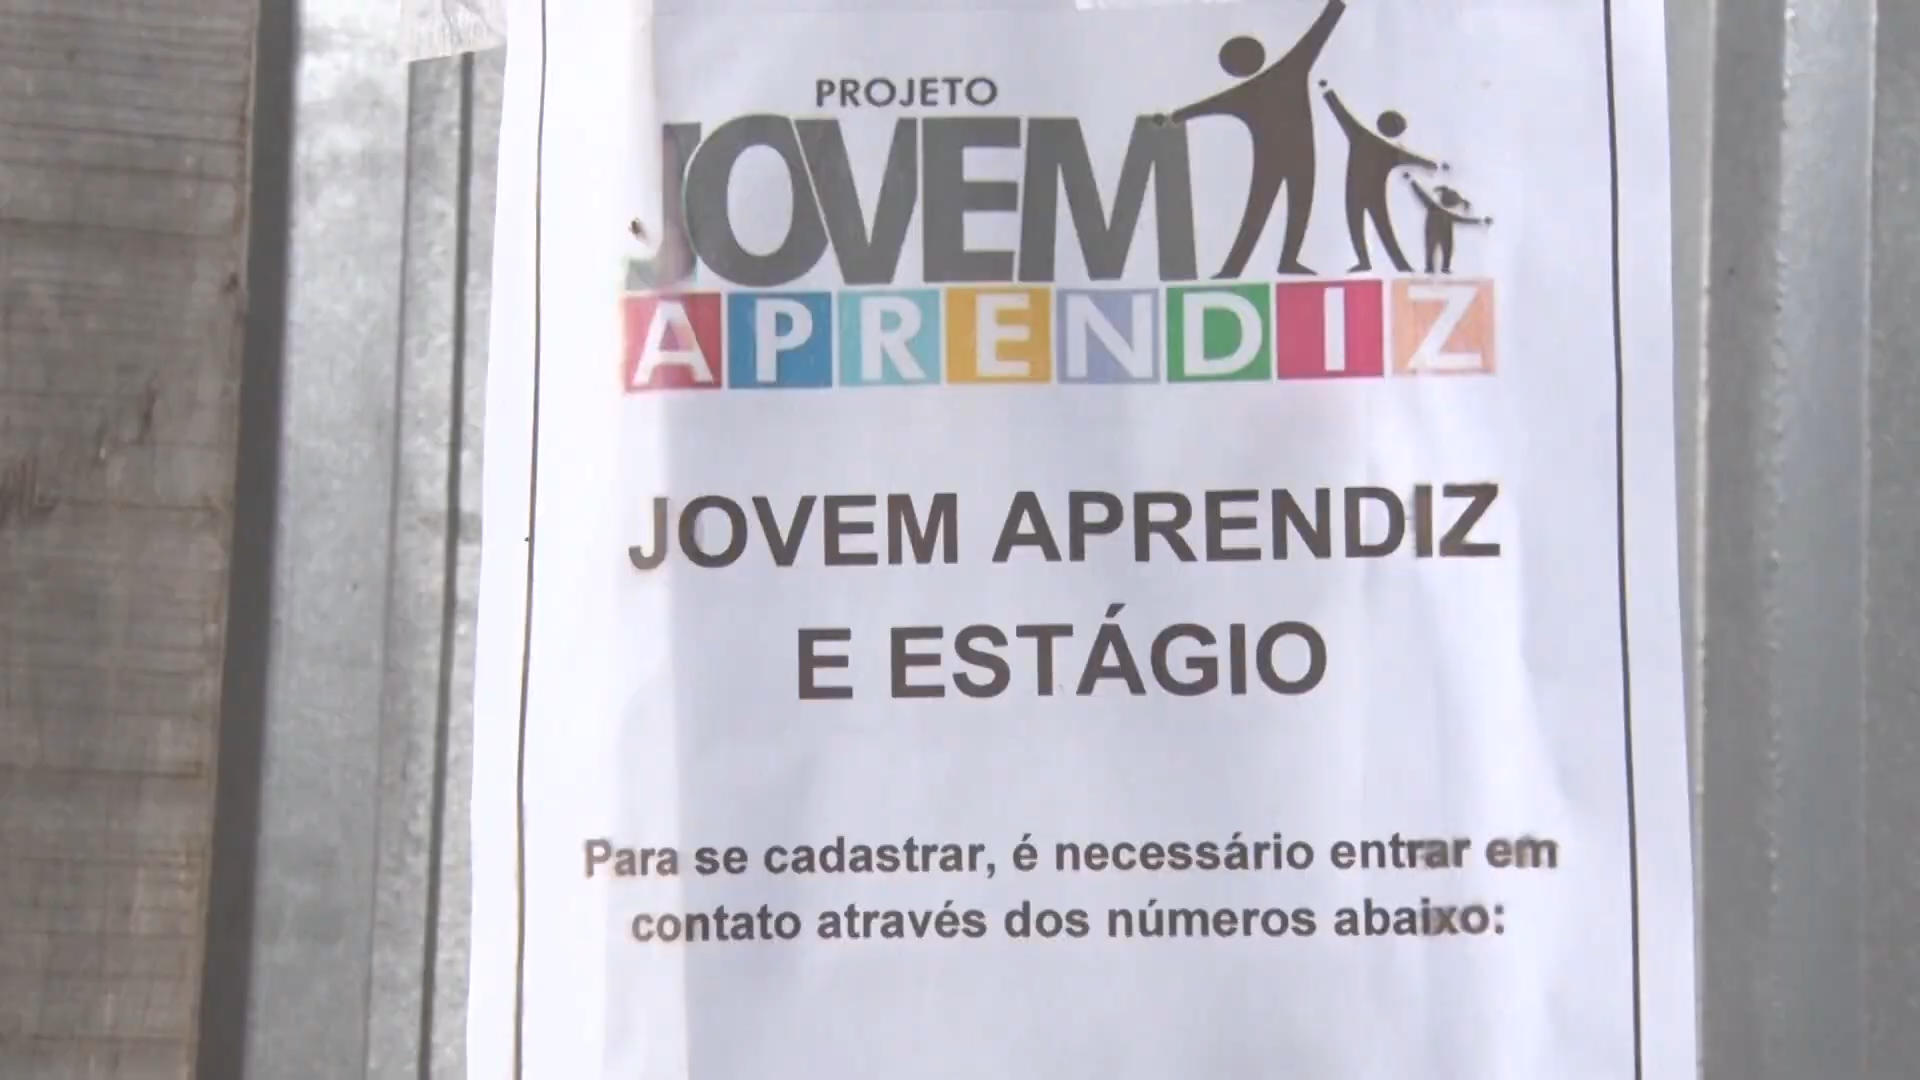 PROJETO
JOVEM
APRENDIZ
JOVEM APRENDIZ
E ESTÁGIO
Para se cadastrar, é necessário entrar em
contato através dos números abaixo: